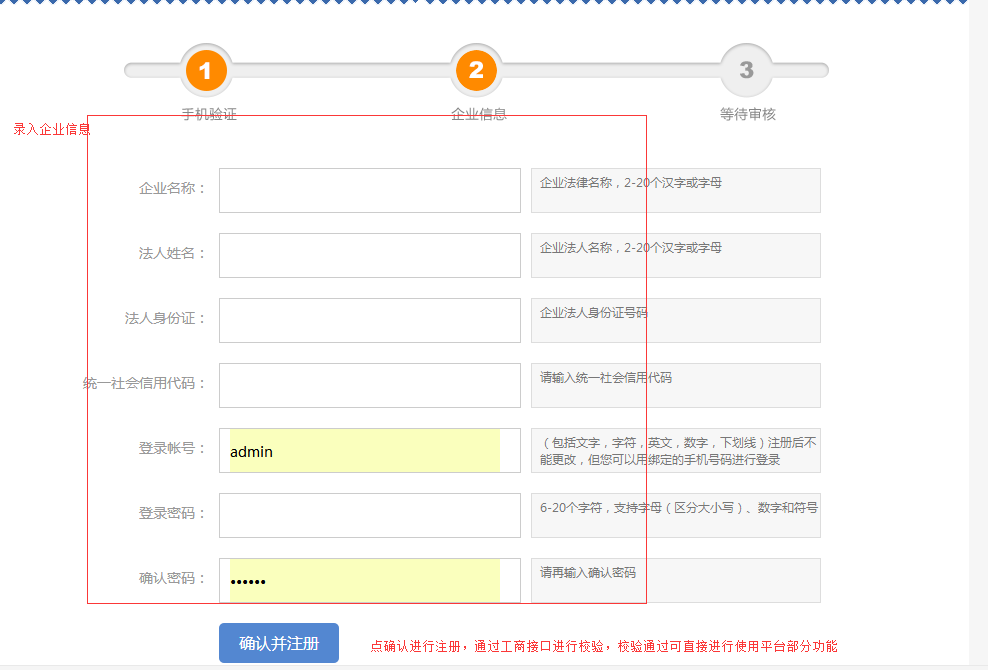 1
2
3
手机验证
企业信息
等待审核
录入企业信息
企业名称：
企业法律名称，2-20个汉字或字母
法人姓名：
企业法人名称，2-20个汉字或字母
法人身份证：
企业法人身份证号码
统一社会信用代码：
请输入统一社会信用代码
登录帐号：
admin
（包括文字，字符，英文，数字，下划线）注册后不
能更改，但您可以用绑定的手机号码进行登录
登录密码：
6-20个字符，支持字母（区分大小写）、数字和符号
确认密码：
••••••
请再输入确认密码
确认并注册
点确认进行注册，通过工商接口进行校验，校验通过可直接进行使用平台部分功能